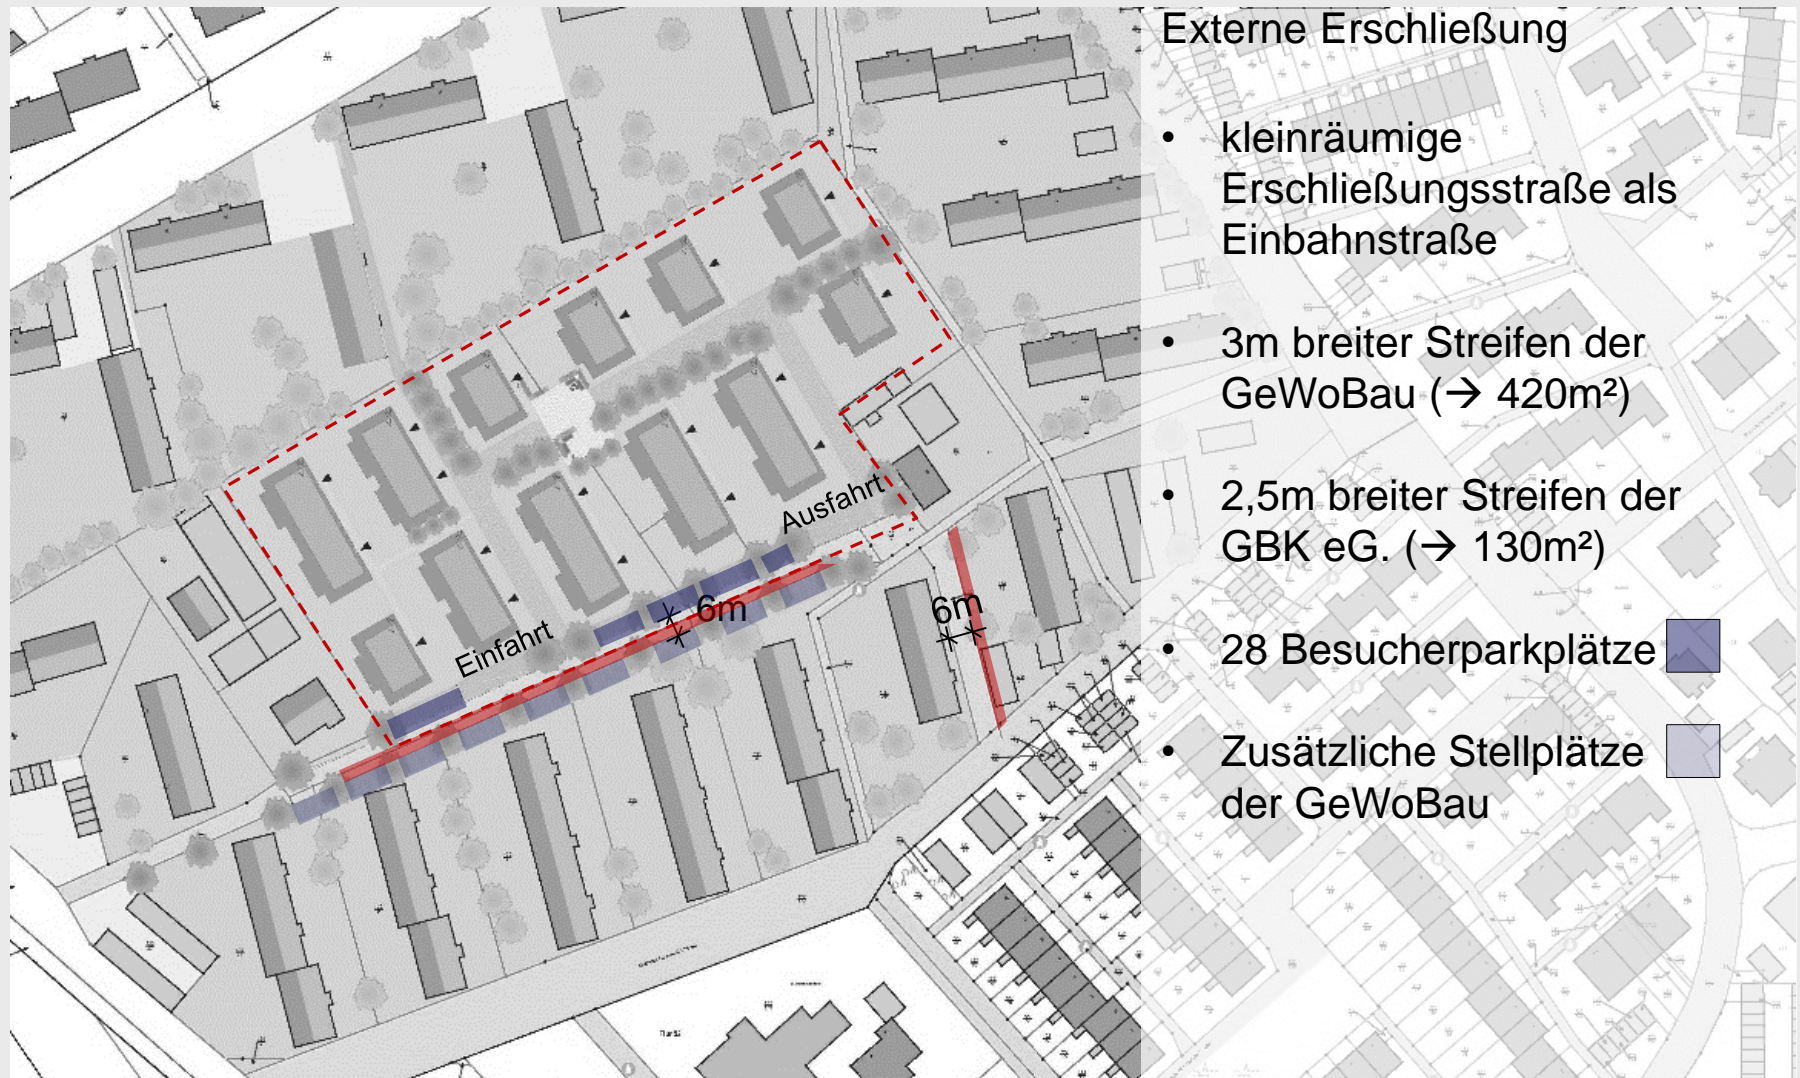 Externe Erschließung
• kleinräumige
Erschließungsstraße als
Einbahnstraße
• 3m breiter Streifen der
GeWoBau (→ 420m²)
• 2,5m breiter Streifen der
GBK eG. (→ 130m²)
• 28 Besucherparkplätze
• Zusätzliche Stellplätze
der GeWoBau
Ausfahrt
6m
6m
Einfahrt